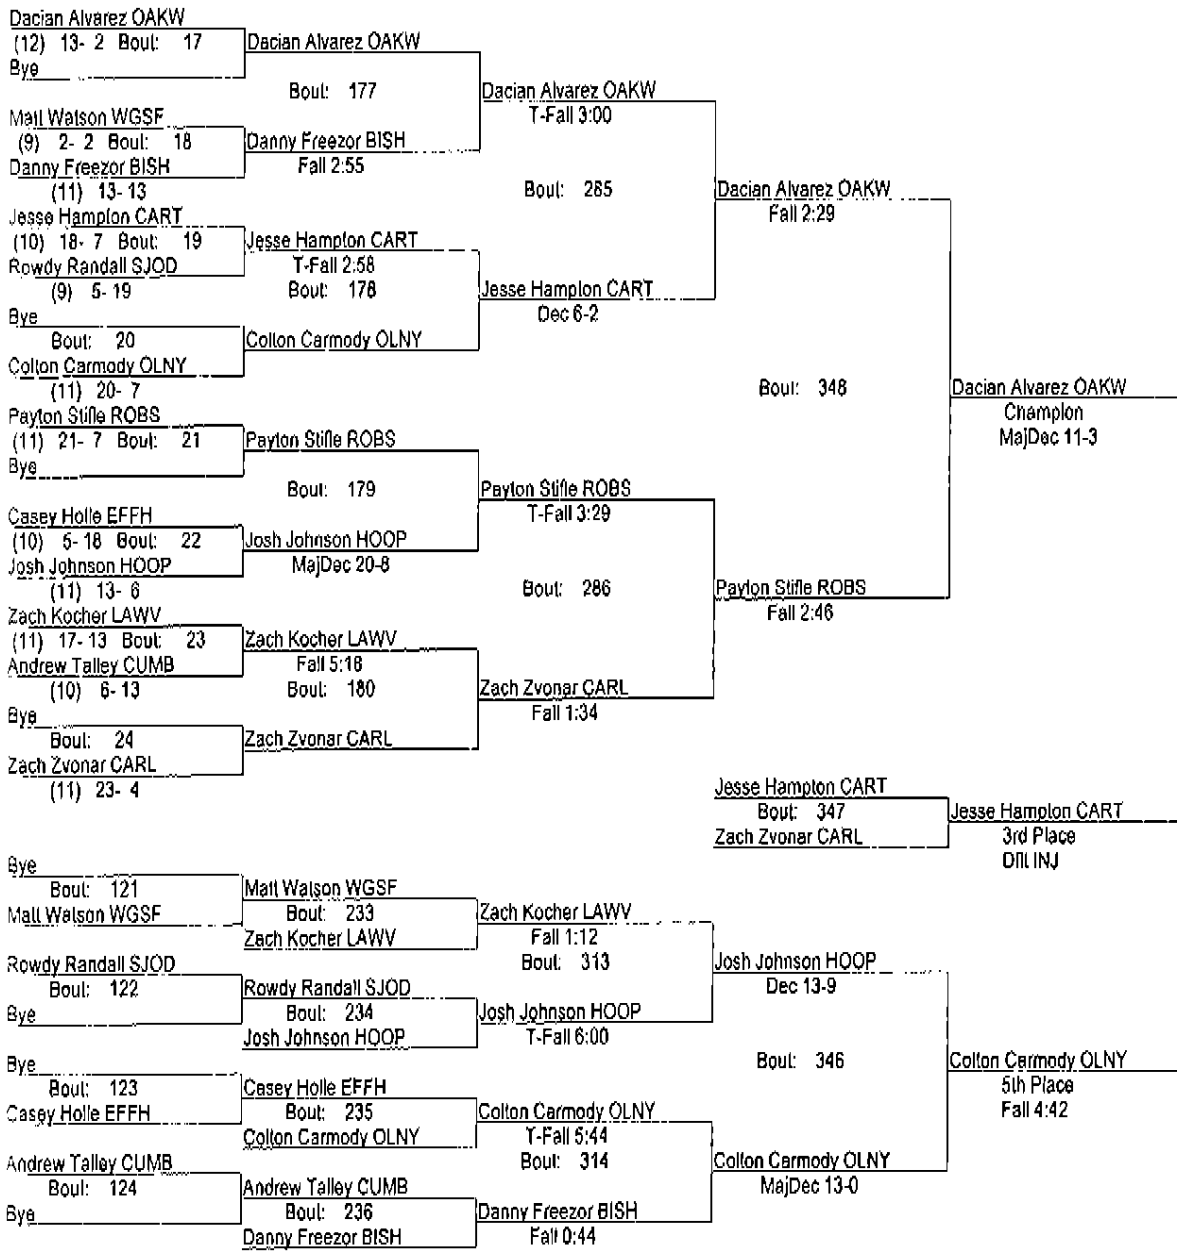 Dacian Alvarez OAKW
(12) 13- 2 Bout: 17
Bye
Dacian Alvarez OAKW
Bout: 177
Matt Watson WGSF
(9) 2- 2 Bout: 18
Danny Freezor BISH
(11) 13- 13
Danny Freezor BISH
Fall 2:55
Dacian Alvarez OAKW
T-Fall 3:00
Bout: 285
Jesse Hampton CART
(10) 18- 7 Bout: 19
Rowdy Randall SJOD
(9) 5- 19
Jesse Hampton CART
T-Fall 2:58
Bout: 178
Bye
Bout: 20
Colton Carmody OLNY
(11) 20- 7
Colton Carmody OLNY
Jesse Hampton CART
Dec 6-2
Dacian Alvarez OAKW
Fall 2:29
Bout: 348
Payton Stifle ROBS
(11) 21- 7 Bout: 21
Bye
Payton Stifle ROBS
Bout: 179
Casey Holle EFFH
(10) 5- 18 Bout: 22
Josh Johnson HOOP
(11) 13- 6
Josh Johnson HOOP
MajDec 20-8
Payton Stifle ROBS
T-Fall 3:29
Bout: 286
Zach Kocher LAWV
(11) 17- 13 Bout: 23
Andrew Talley CUMB
(10) 6- 13
Zach Kocher LAWV
Fall 5:18
Bout: 180
Bye
Bout: 24
Zach Zvonar CARL
(11) 23- 4
Zach Zvonar CARL
Zach Zvonar CARL
Fall 1:34
Payton Stifle ROBS
Fall 2:46
Dacian Alvarez OAKW
Champion
MajDec 11-3
Jesse Hampton CART
Bout: 347
Zach Zvonar CARL
Jesse Hampton CART
3rd Place
Dflt INJ
Bye
Bout: 121
Matt Watson WGSF
Matt Watson WGSF
Bout: 233
Zach Kocher LAWV
Zach Kocher LAWV
Fall 1:12
Bout: 313
Rowdy Randall SJOD
Bout: 122
Bye
Rowdy Randall SJOD
Bout: 234
Josh Johnson HOOP
Josh Johnson HOOP
T-Fall 6:00
Josh Johnson HOOP
Dec 13-9
Bout: 346
Bye
Bout: 123
Casey Holle EFFH
Casey Holle EFFH
Bout: 235
Colton Carmody OLNY
Colton Carmody OLNY
T-Fall 5:44
Bout: 314
Andrew Talley CUMB
Bout: 124
Bye
Andrew Talley CUMB
Bout: 236
Danny Freezor BISH
Danny Freezor BISH
Fall 0:44
Colton Carmody OLNY
MajDec 13-0
Colton Carmody OLNY
5th Place
Fall 4:42